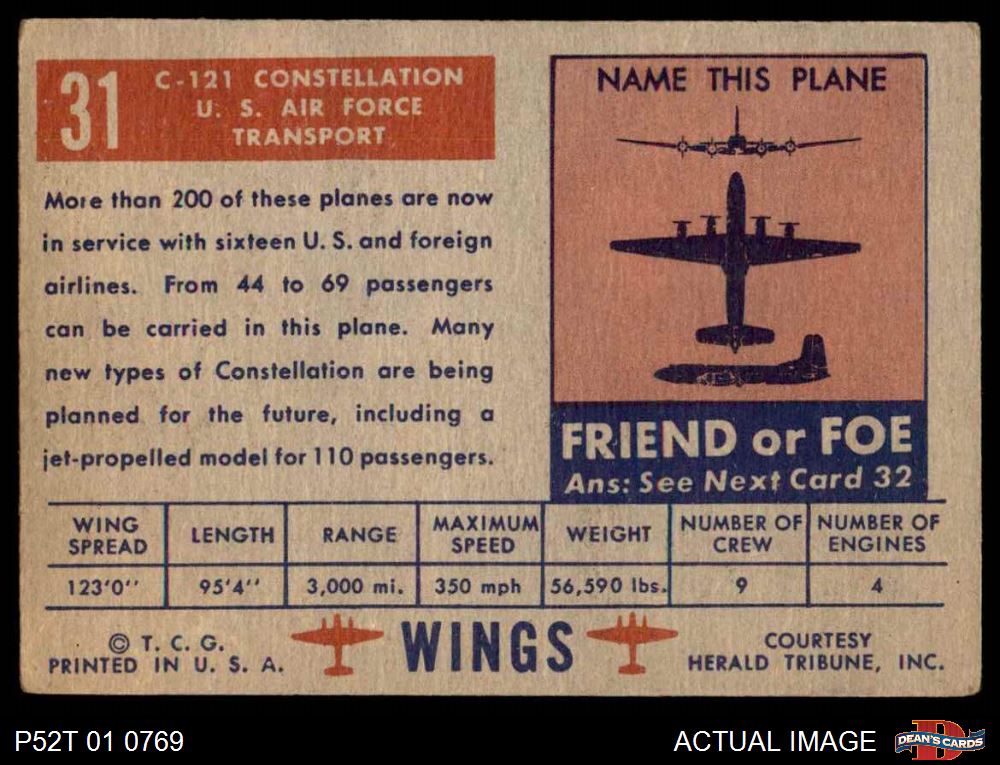 31
C-121 CONSTELLATION
U. S. AIR FORCE
TRANSPORT
More than 200 of these planes are now
in service with sixteen U. S. and foreign
airlines. From 44 to 69 passengers
can be carried in this plane. Many
new types of Constellation are being
planned for the future, including a
jet-propelled model for 110 passengers.
NAME THIS PLANE
FRIEND or FOE
Ans: See Next Card 32
WING SPREAD LENGTH RANGE MAXIMUM SPEED WEIGHT NUMBER OF CREW NUMBER OF ENGINES
123'0'' 95'4'' 3,000 mi. 350 mph 56,590 lbs. 9 4
© T. C. G.
PRINTED IN U. S. A.
WINGS
COURTESY
HERALD TRIBUNE, INC.
P52T 01 0769
ACTUAL IMAGE
D
DEAN'S CARDS